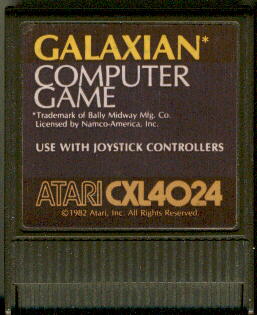 GALAXIAN*
COMPUTER
GAME
*Trademark of Bally Midway Mfg. Co.
Licensed by Namco-America, Inc.
USE WITH JOYSTICK CONTROLLERS
ATARI CXL4024
©1982 Atari, Inc. All Rights Reserved.